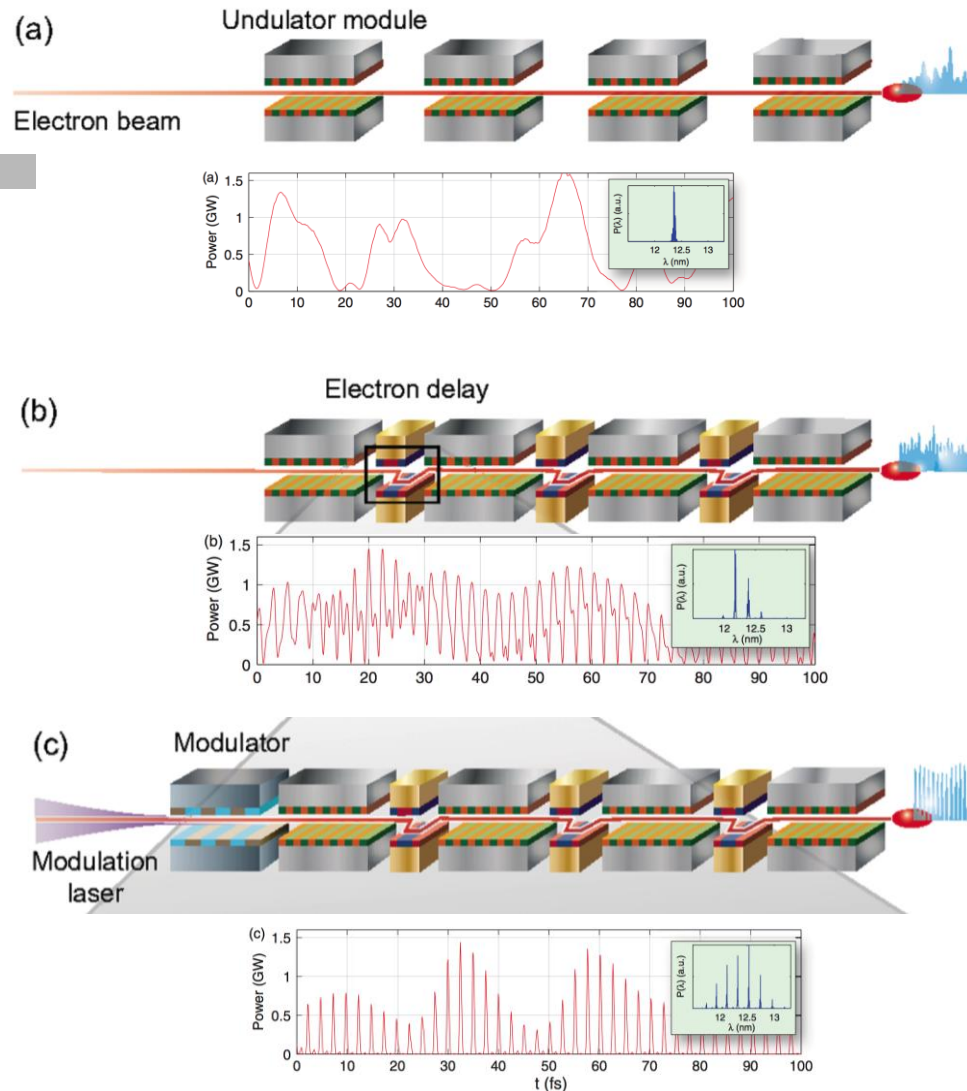 (a)
Undulator module
Electron beam
(a)
Power (GW)
1.5
1
0.5
0
0 10 20 30 40 50 60 70 80 90 100
P(λ) (a.u.)
12 12.5 13
λ (nm)
(b)
Electron delay
(b)
Power (GW)
1.5
1
0.5
0
0 10 20 30 40 50 60 70 80 90 100
P(λ) (a.u.)
12 12.5 13
λ (nm)
(c)
Modulator
Modulation
laser
(c)
Power (GW)
1.5
1
0.5
0
0 10 20 30 40 50 60 70 80 90 100
t (fs)
P(λ) (a.u.)
12 12.5 13
λ (nm)